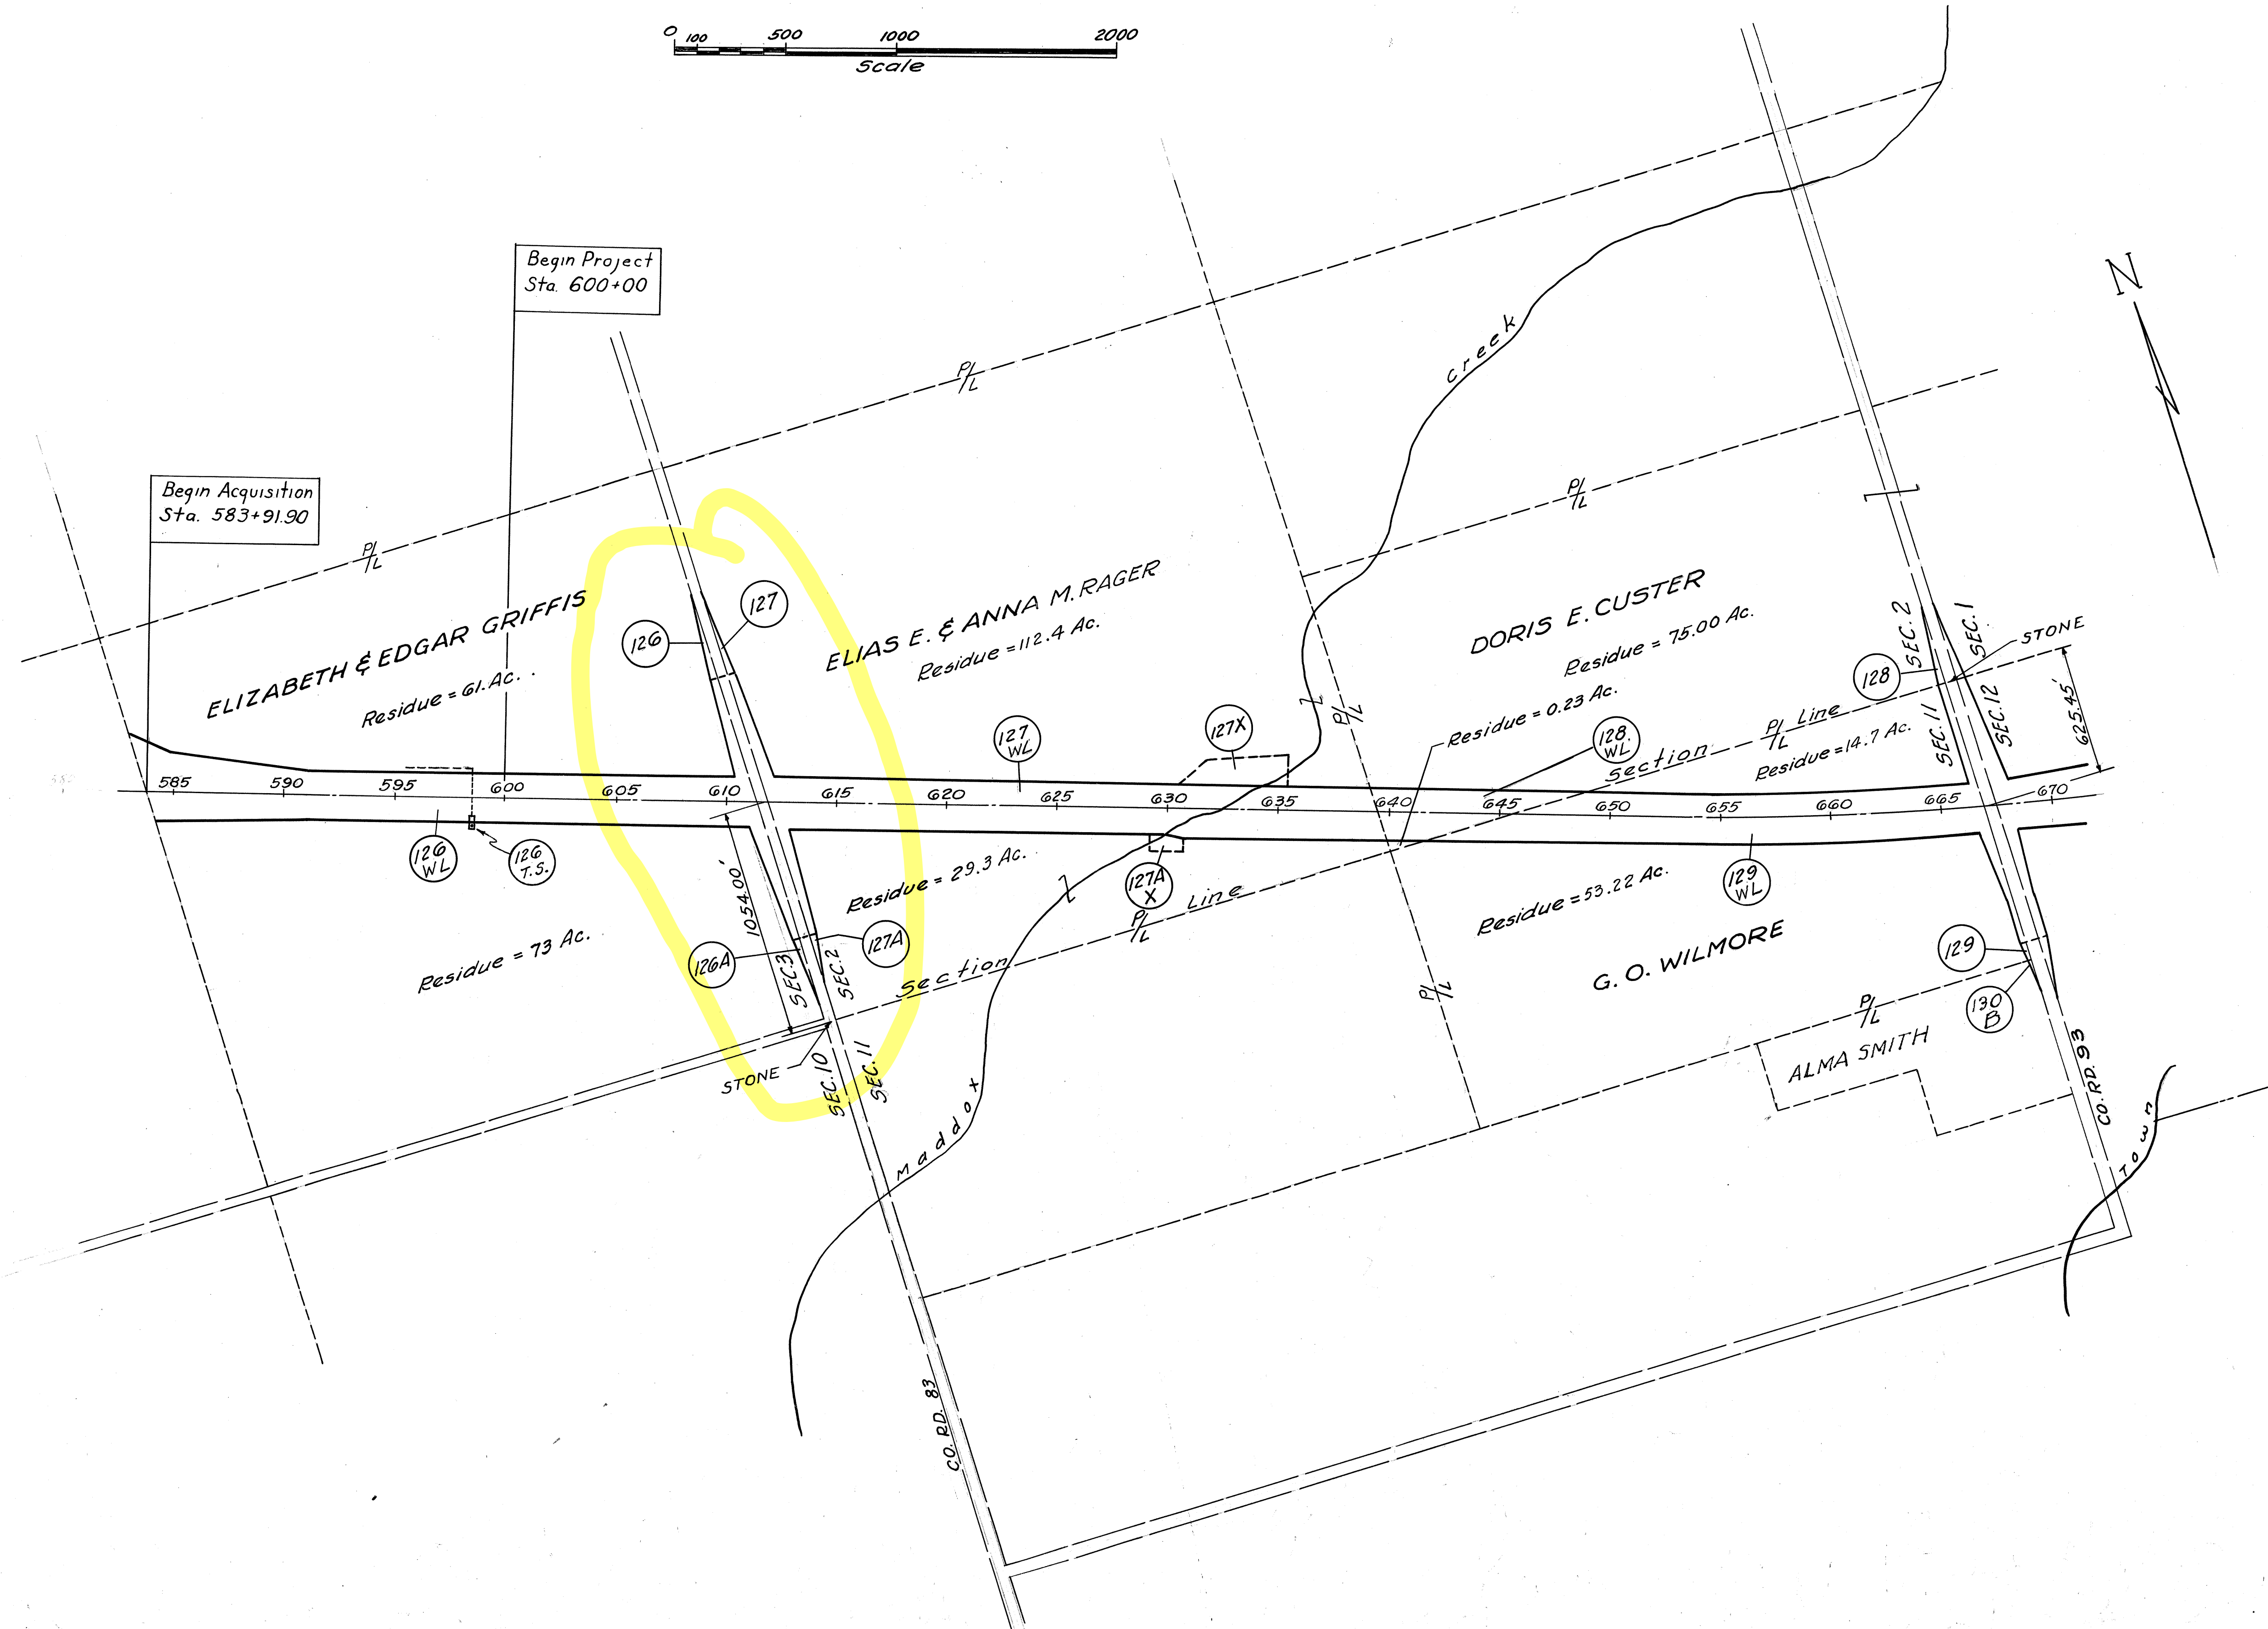 0 100 500 1000 2000
Scale
Begin Project
Sta. 600+00
N
Begin Acquisition
Sta. 583+91.90
P/L
P/L
P/L
Creek
ELIZABETH & EDGAR GRIFFIS
Residue = 61. Ac.
126
127
ELIAS E. & ANNA M. RAGER
Residue = 112.4 Ac.
DORIS E. CUSTER
Residue = 75.00 Ac.
Residue = 0.23 Ac.
SEC. 2
SEC. 1
STONE
128
SEC. 11
SEC. 12
625.45'
127
WL
127X
P/L
128.
WL
Section P/L Line
Residue = 14.7 Ac.
585 590 595 600 605 610 615 620 625 630 635 640 645 650 655 660 665 670
126
WL
126
T.S.
1054.00'
Residue = 29.3 Ac.
127A
X
129
WL
Residue = 73 Ac.
126A
127A
SEC. 3
SEC. 2
Section P/L Line
Residue = 53.22 Ac.
G. O. WILMORE
P/L
P/L
129
130
B
ALMA SMITH
STONE
SEC. 10
SEC. 11
Maddox
CO. RD. 93
Town
CO. RD. 83